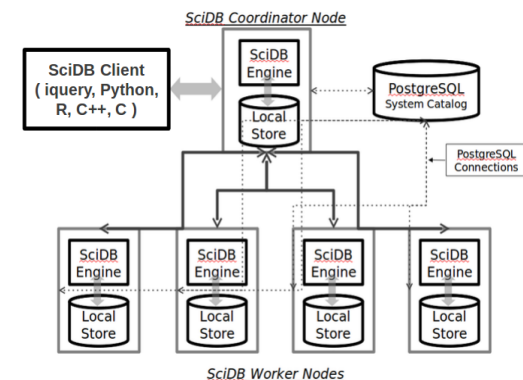 SciDB Coordinator Node
SciDB
Engine
Local
Store
SciDB Client
( iquery, Python,
R, C++, C )
PostgreSQL
System Catalog
PostgreSQL
Connections
SciDB
Engine
Local
Store
SciDB
Engine
Local
Store
SciDB
Engine
Local
Store
SciDB
Engine
Local
Store
SciDB Worker Nodes